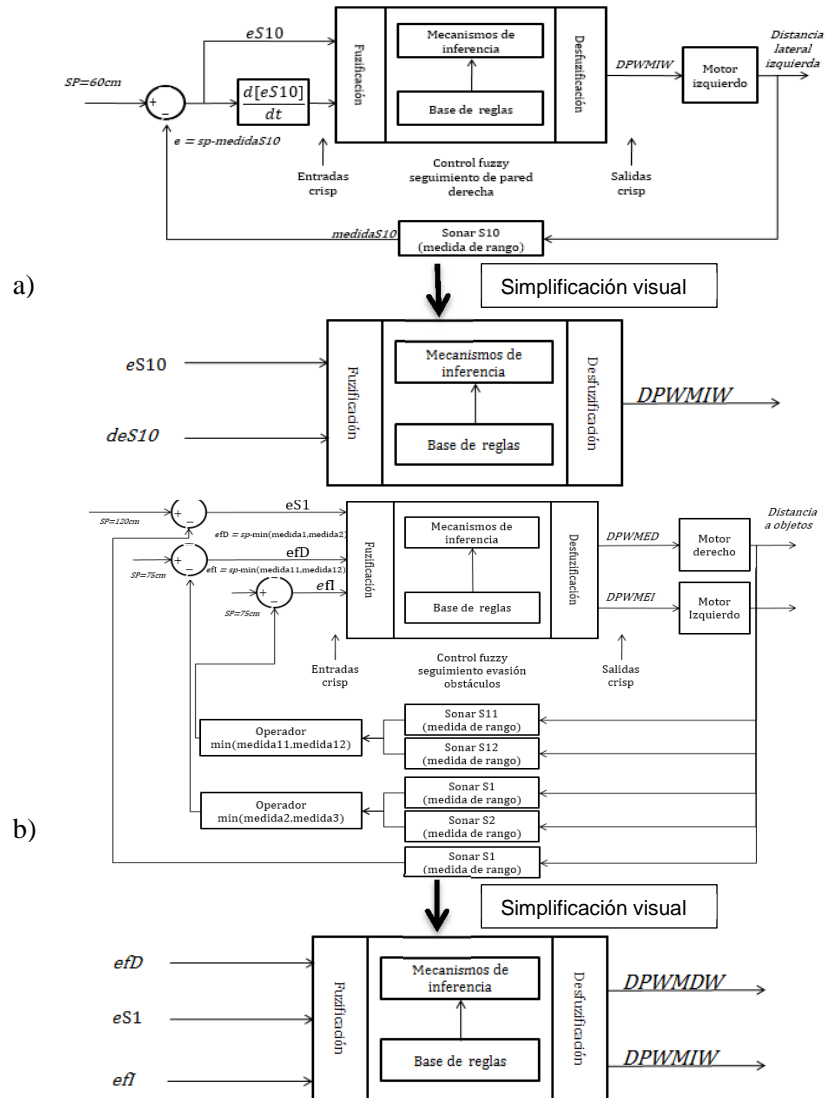 eS10
SP=60cm
+
−
d[eS10]
dt
e = sp-medidaS10
Fuzificación
Mecanismos de
inferencia
Base de reglas
Desfuzificación
DPWMIW
Motor
izquierdo
Distancia
lateral
izquierda
Entradas
crisp
Control fuzzy
seguimiento de pared
derecha
Salidas
crisp
medidaS10
Sonar S10
(medida de rango)
a)
Simplificación visual
eS10
deS10
Fuzificación
Mecanismos de
inferencia
Base de reglas
Desfuzificación
DPWMIW
SP=120cm
+
−
eS1
efD = sp-min(medida1,medida2)
SP=75cm
+
−
efD
efI = sp-min(medida11,medida12)
SP=75cm
+
−
efI
Fuzificación
Mecanismos de
inferencia
Base de reglas
Desfuzificación
DPWMED
DPWMEI
Motor
derecho
Motor
Izquierdo
Distancia
a objetos
Entradas
crisp
Control fuzzy
seguimiento evasión
obstáculos
Salidas
crisp
Operador
min(medida11,medida12)
Sonar S11
(medida de rango)
Sonar S12
(medida de rango)
Operador
min(medida2,medida3)
Sonar S1
(medida de rango)
Sonar S2
(medida de rango)
Sonar S1
(medida de rango)
b)
Simplificación visual
efD
eS1
efI
Fuzificación
Mecanismos de
inferencia
Base de reglas
Desfuzificación
DPWMDW
DPWMIW